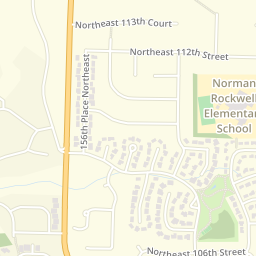 Northeast 113th Court
Northeast 112th Street
156th Place Northeast
Norman
Rockwell
Elementary
School
Northeast 106th Street